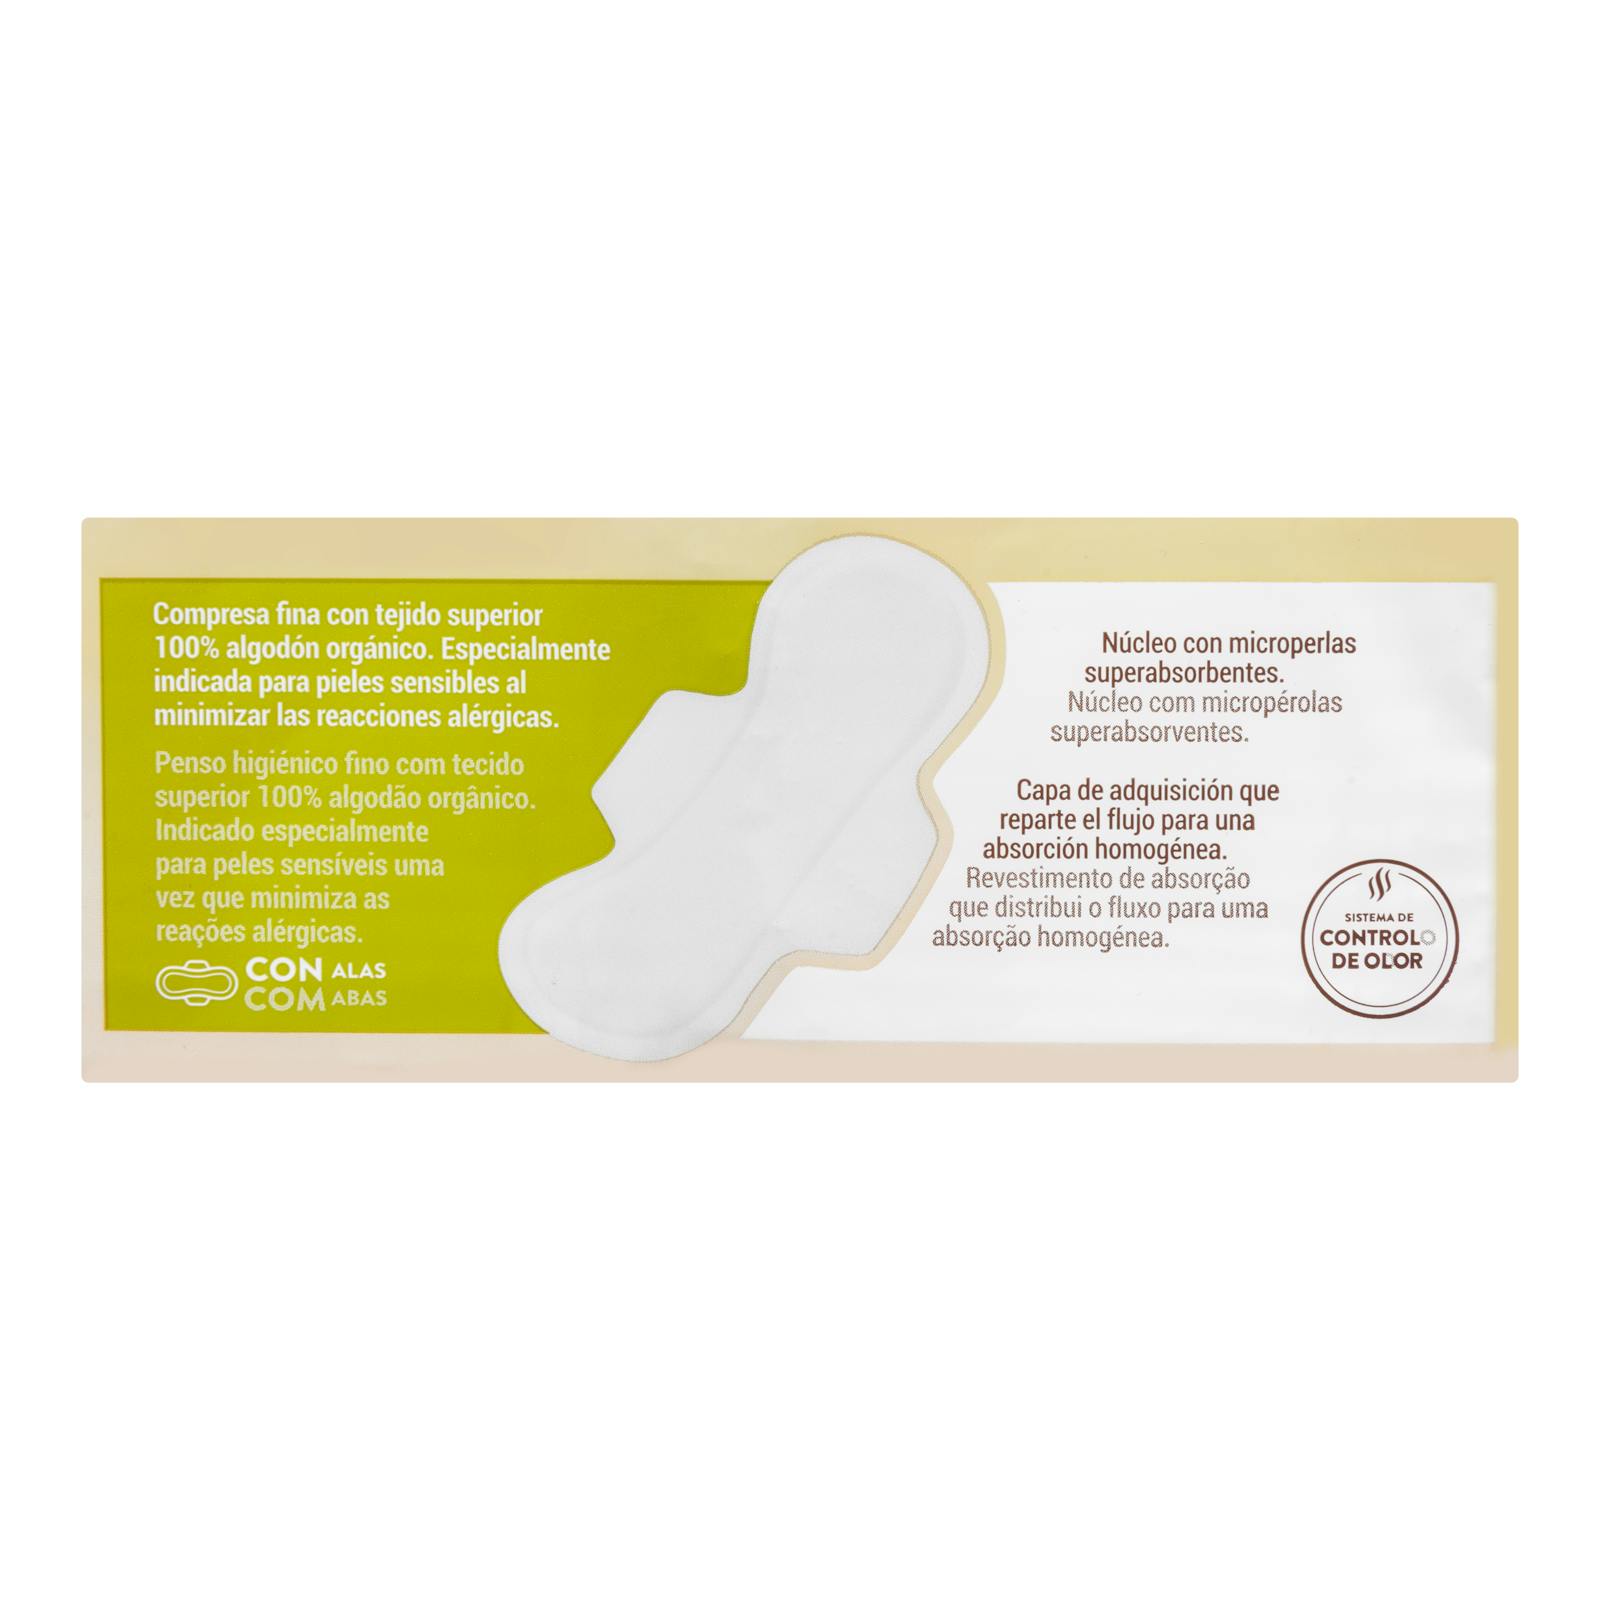 Compresa fina con tejido superior
100% algodón orgánico. Especialmente
indicada para pieles sensibles al
minimizar las reacciones alérgicas.
Penso higiénico fino com tecido
superior 100% algodão orgânico.
Indicado especialmente
para peles sensíveis uma
vez que minimiza as
reações alérgicas.
CON ALAS
COM ABAS
Núcleo con microperlas
superabsorbentes.
Núcleo com micropérolas
superabsorventes.
Capa de adquisición que
reparte el flujo para una
absorción homogénea.
Revestimento de absorção
que distribui o fluxo para uma
absorção homogénea.
SISTEMA DE
CONTROLO
DE OLOR